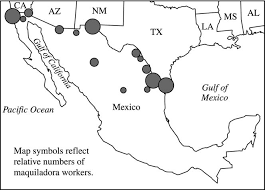 CA
AZ
NM
TX
LA
MS
AL
Gulf of California
Pacific Ocean
Mexico
Gulf of
Mexico
Map symbols reflect
relative numbers of
maquiladora workers.